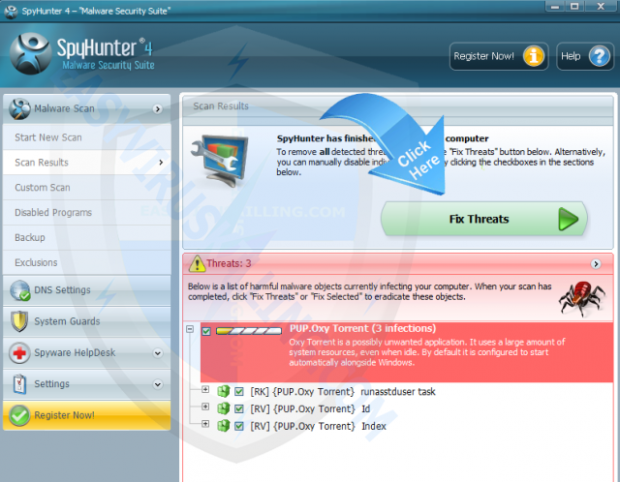 SpyHunter 4 – "Malware Security Suite"
SpyHunter® 4
Malware Security Suite
Register Now!
Help
Malware Scan
Start New Scan
Scan Results
Custom Scan
Disabled Programs
Backup
Exclusions
DNS Settings
System Guards
Spyware HelpDesk
Settings
Register Now!
Scan Results
SpyHunter has finished computer
To remove all detected "Fix Threats" button below. Alternatively,
you can manually disable by clicking the checkboxes in the sections
below.
Click
Here
Fix Threats
Threats: 3
Below is a list of harmful malware objects currently infecting your computer. When your scan has
completed, click "Fix Threats" or "Fix Selected" to eradicate these objects.
PUP.Oxy Torrent (3 infections)
Oxy Torrent is a possibly unwanted application. It uses a large amount of
system resources, even when idle. By default it is configured to start
automatically alongside Windows.
[RK] {PUP.Oxy Torrent} runasstduser task
[RV] {PUP.Oxy Torrent} Id
[RV] {PUP.Oxy Torrent} Index